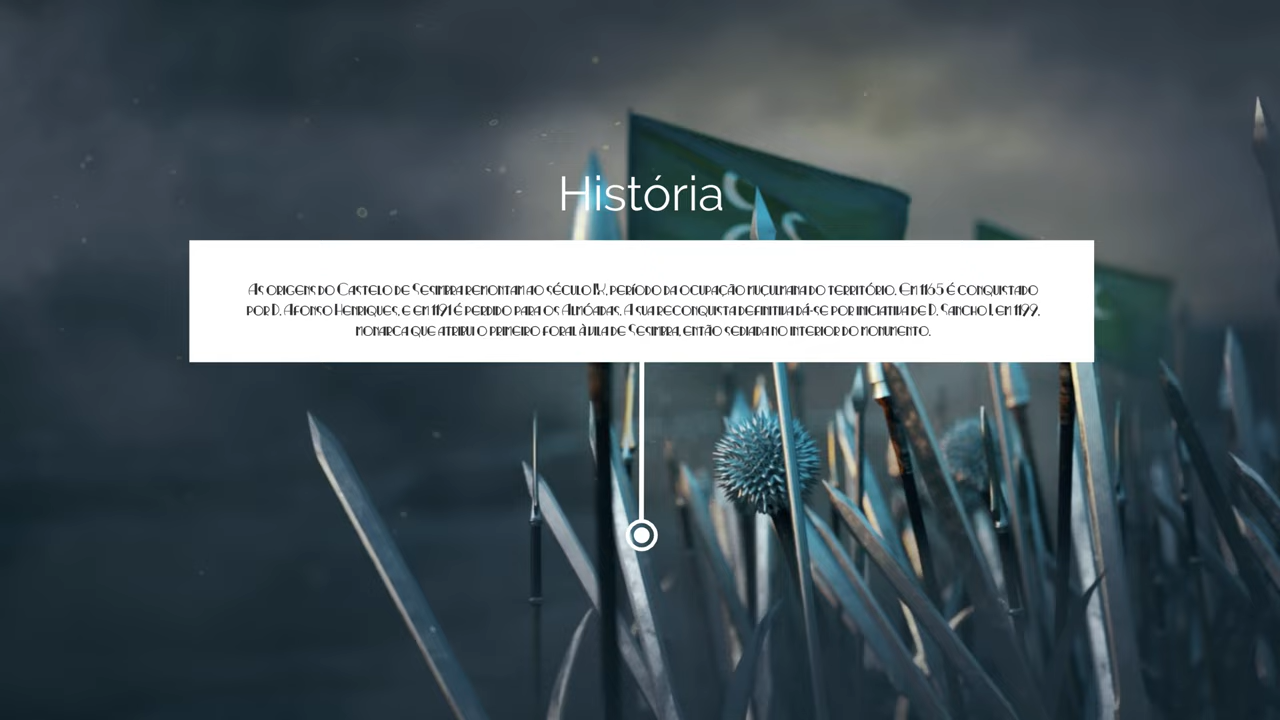 História
As origens do Castelo de Sesimbra remontam ao século IX, período da ocupação muçulmana do território. Em 1165 é conquistado
por D. Afonso Henriques, e em 1191 é perdido para os Almóadas. A sua reconquista definitiva dá-se por iniciativa de D. Sancho I, em 1199,
monarca que atribui o primeiro foral à vila de Sesimbra, então sediada no interior do monumento.